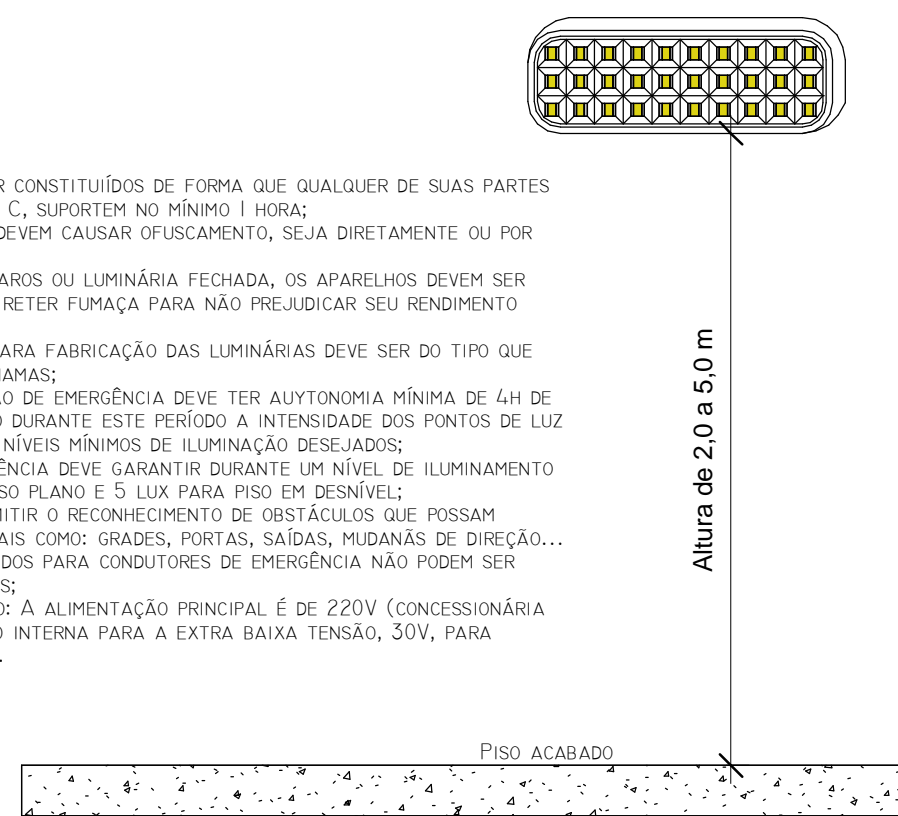 R CONSTITUIÍDOS DE FORMA QUE QUALQUER DE SUAS PARTES
C, SUPORTEM NO MÍNIMO 1 HORA;
DEVEM CAUSAR OFUSCAMENTO, SEJA DIRETAMENTE OU POR
AROS OU LUMINÁRIA FECHADA, OS APARELHOS DEVEM SER
RETER FUMAÇA PARA NÃO PREJUDICAR SEU RENDIMENTO
ARA FABRICAÇÃO DAS LUMINÁRIAS DEVE SER DO TIPO QUE
HAMAS;
ÃO DE EMERGÊNCIA DEVE TER AUYTONOMIA MÍNIMA DE 4H DE
O DURANTE ESTE PERÍODO A INTENSIDADE DOS PONTOS DE LUZ
NÍVEIS MÍNIMOS DE ILUMINAÇÃO DESEJADOS;
ÊNCIA DEVE GARANTIR DURANTE UM NÍVEL DE ILUMINAMENTO
SO PLANO E 5 LUX PARA PISO EM DESNÍVEL;
MITIR O RECONHECIMENTO DE OBSTÁCULOS QUE POSSAM
AIS COMO: GRADES, PORTAS, SAÍDAS, MUDANÃS DE DIREÇÃO...
DOS PARA CONDUTORES DE EMERGÊNCIA NÃO PODEM SER
S;
O: A ALIMENTAÇÃO PRINCIPAL É DE 220V (CONCESSIONÁRIA
O INTERNA PARA A EXTRA BAIXA TENSÃO, 30V, PARA
.
Altura de 2,0 a 5,0 m
PISO ACABADO